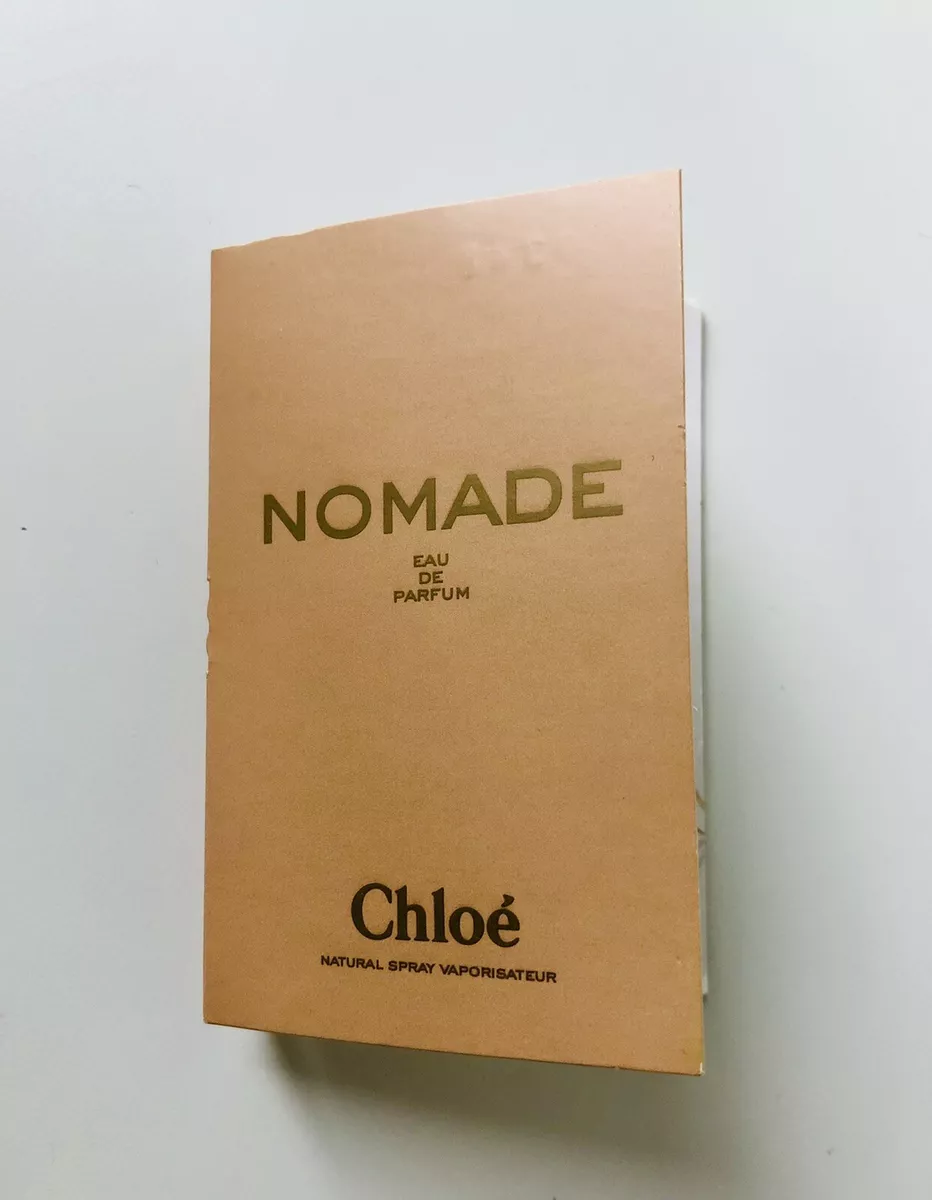 NOMADE
EAU
DE
PARFUM
Chloé
NATURAL SPRAY VAPORISATEUR